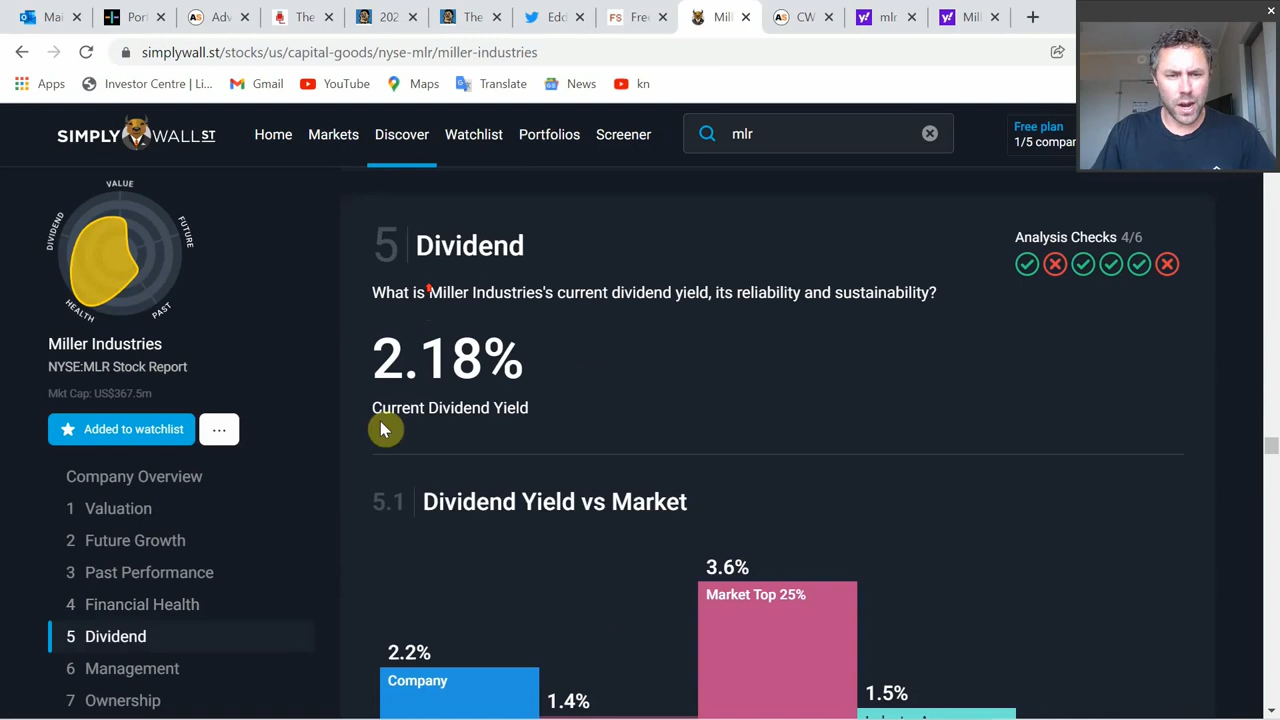 Mai
Port
Adv
The
202
The
Edd
Fre
Mill
CW
mlr
Mill
simplywall.st/stocks/us/capital-goods/nyse-mlr/miller-industries
Apps
Investor Centre | Li...
Gmail
YouTube
Maps
Translate
News
kn
SIMPLY WALL ST
Home
Markets
Discover
Watchlist
Portfolios
Screener
mlr
Free plan
1/5 compar
VALUE
FUTURE
PAST
HEALTH
DIVIDEND
Miller Industries
NYSE:MLR Stock Report
Mkt Cap: US$367.5m
Added to watchlist
...
Company Overview
1 Valuation
2 Future Growth
3 Past Performance
4 Financial Health
5 Dividend
6 Management
7 Ownership
5 Dividend
Analysis Checks 4/6
What is Miller Industries's current dividend yield, its reliability and sustainability?
2.18%
Current Dividend Yield
5.1 Dividend Yield vs Market
3.6%
Market Top 25%
2.2%
Company
1.4%
1.5%